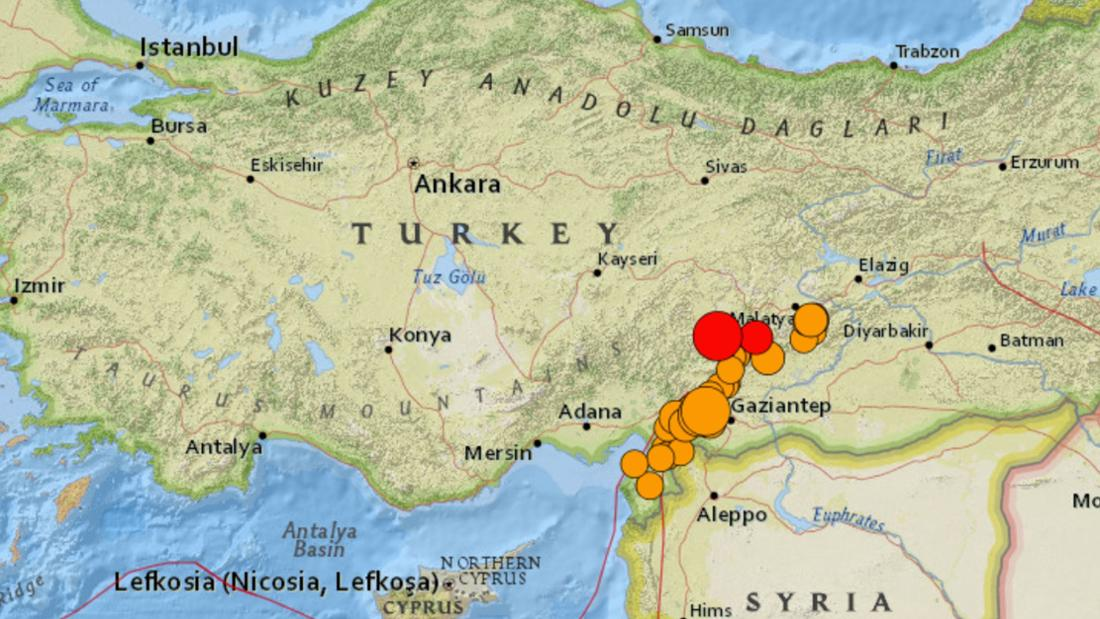 Istanbul
Samsun
Trabzon
Sea of
Marmara
KUZEY ANADOLU DAGLARI
Bursa
Eskisehir
Ankara
Sivas
Firat
Erzurum
TURKEY
Murat
Kayseri
Elazig
Tuz Golu
Izmir
Lake
Malatya
Konya
Diyarbakir
Batman
TAURUS MOUNTAINS
Adana
Gaziantep
Antalya
Mersin
Aleppo
Euphrates
Mo
Antalya
Basin
NORTHERN
CYPRUS
Lefkosia (Nicosia, Lefkoşa)
Ridge
CYPRUS
Hims
SYRIA